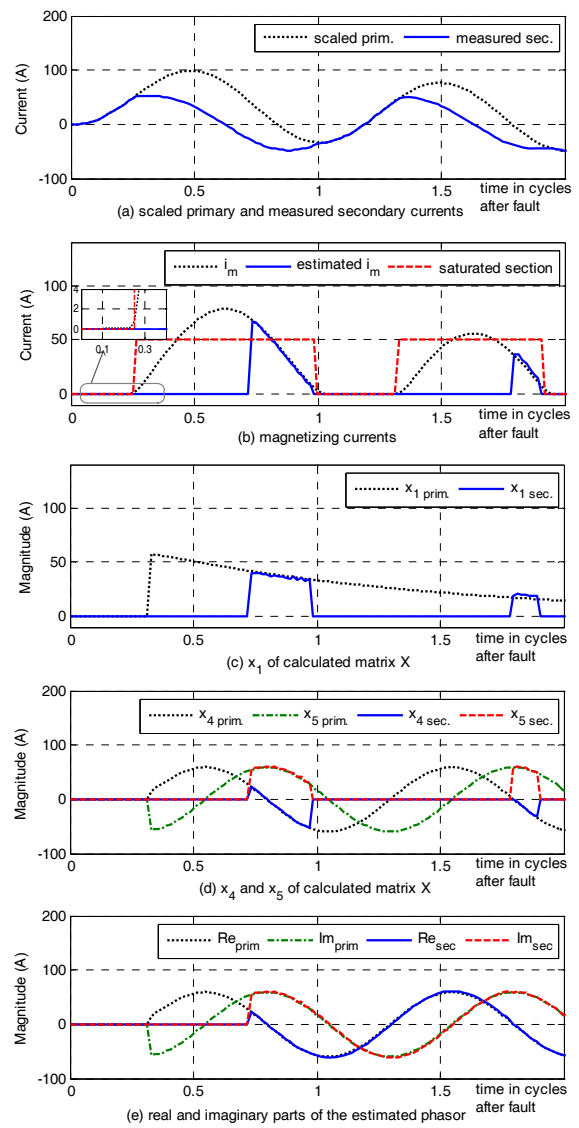 200
100
0
-100
Current (A)
scaled prim.
measured sec.
0
0.5
1
1.5
time in cycles
after fault
(a) scaled primary and measured secondary currents
100
50
0
Current (A)
i_m
estimated i_m
saturated section
4
2
0
0.1
0.3
0
0.5
1
1.5
time in cycles
after fault
(b) magnetizing currents
100
50
0
Magnitude (A)
x_1 prim.
x_1 sec.
0
0.5
1
1.5
time in cycles
after fault
(c) x_1 of calculated matrix X
200
100
0
-100
Magnitude (A)
x_4 prim.
x_5 prim.
x_4 sec.
x_5 sec.
0
0.5
1
1.5
time in cycles
after fault
(d) x_4 and x_5 of calculated matrix X
200
100
0
-100
Magnitude (A)
Re_prim
Im_prim
Re_sec
Im_sec
0
0.5
1
1.5
time in cycles
after fault
(e) real and imaginary parts of the estimated phasor